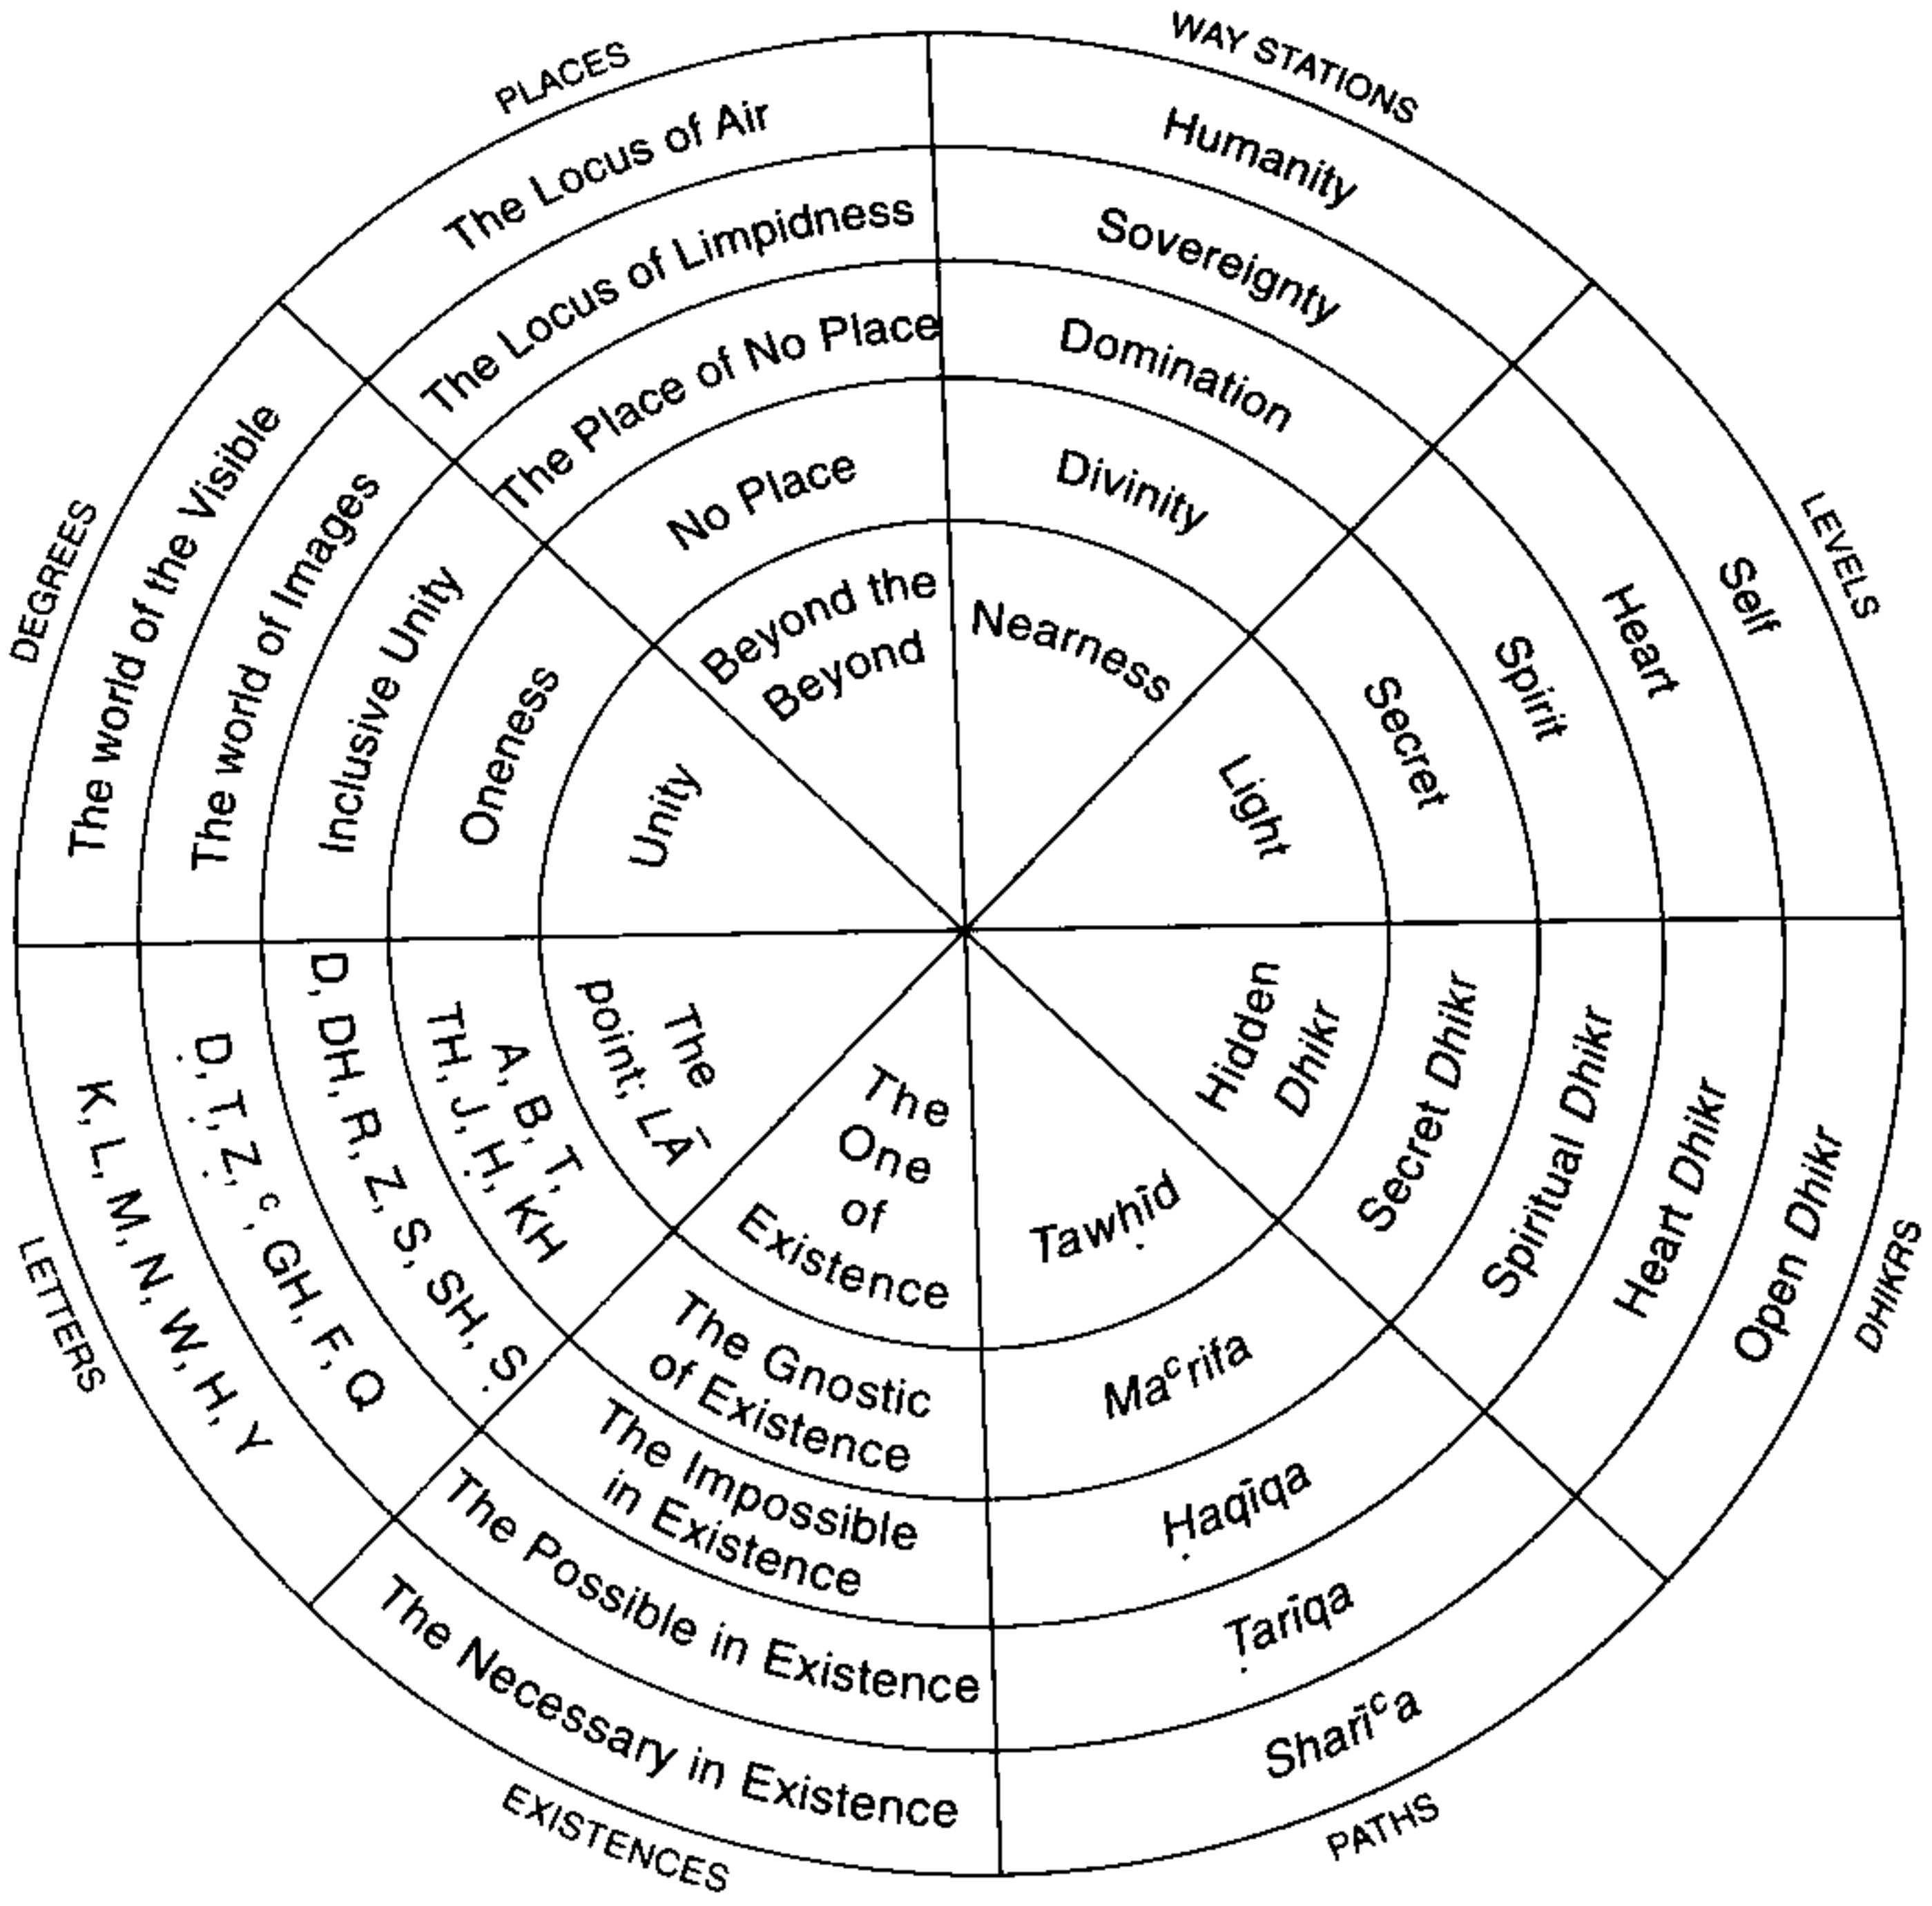 WAY STATIONS
Humanity
Sovereignty
Domination
Divinity
Nearness
LEVELS
Self
Heart
Spirit
Secret
Light
DHIKRS
Open Dhikr
Heart Dhikr
Spiritual Dhikr
Secret Dhikr
Hidden
Dhikr
PATHS
Sharīᶜa
Ṭarīqa
Ḥaqīqa
Maᶜrifa
Tawḥīd
EXISTENCES
The Necessary in Existence
The Possible in Existence
The Impossible
in Existence
The Gnostic
of Existence
The
One
of
Existence
LETTERS
K, L, M, N, W, H, Y
Ḍ, Ṭ, Ẓ, ᶜ, GH, F, Q
D, DH, R, Z, S, SH, Ṣ
A, B, T,
TH, J, Ḥ, KH
The
point; LĀ
DEGREES
The world of the Visible
The world of Images
Inclusive Unity
Oneness
Unity
PLACES
The Locus of Air
The Locus of Limpidness
The Place of No Place
No Place
Beyond the
Beyond